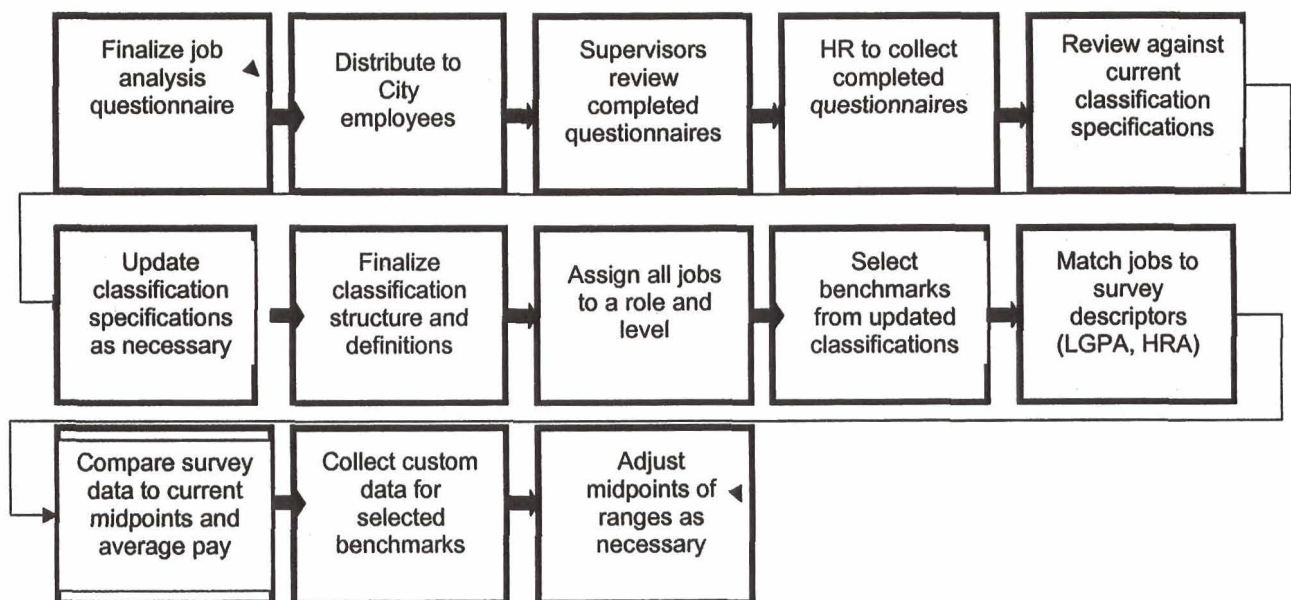 Finalize job
analysis
questionnaire
Distribute to
City
employees
Supervisors
review
completed
questionnaires
HR to collect
completed
questionnaires
Review against
current
classification
specifications
Update
classification
specifications
as necessary
Finalize
classification
structure and
definitions
Assign all jobs
to a role and
level
Select
benchmarks
from updated
classifications
Match jobs to
survey
descriptors
(LGPA, HRA)
Compare survey
data to current
midpoints and
average pay
Collect custom
data for
selected
benchmarks
Adjust
midpoints of
ranges as
necessary